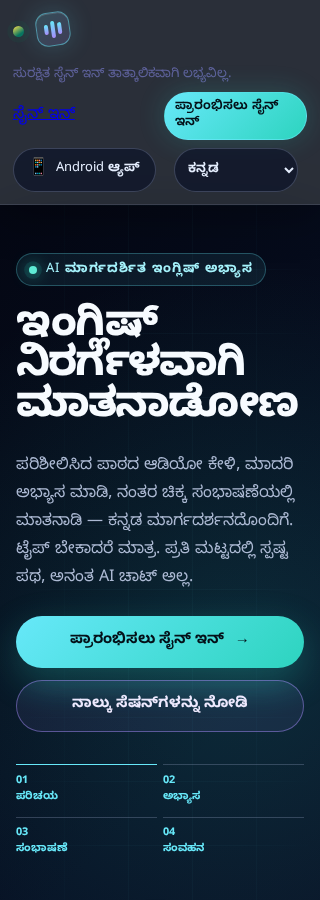 ಸುರಕ್ಷಿತ ಸೈನ್ ಇನ್ ತಾತ್ಕಾಲಿಕವಾಗಿ ಲಭ್ಯವಿಲ್ಲ.
ಸೈನ್ ಇನ್
ಪ್ರಾರಂಭಿಸಲು ಸೈನ್
ಇನ್
Android ಆ್ಯಪ್
ಕನ್ನಡ
AI ಮಾರ್ಗದರ್ಶಿತ ಇಂಗ್ಲಿಷ್ ಅಭ್ಯಾಸ
ಇಂಗ್ಲಿಷ್
ನಿರರ್ಗಳವಾಗಿ
ಮಾತನಾಡೋಣ
ಪರಿಶೀಲಿಸಿದ ಪಾಠದ ಆಡಿಯೋ ಕೇಳಿ, ಮಾದರಿ
ಅಭ್ಯಾಸ ಮಾಡಿ, ನಂತರ ಚಿಕ್ಕ ಸಂಭಾಷಣೆಯಲ್ಲಿ
ಮಾತನಾಡಿ — ಕನ್ನಡ ಮಾರ್ಗದರ್ಶನದೊಂದಿಗೆ.
ಟೈಪ್ ಬೇಕಾದರೆ ಮಾತ್ರ. ಪ್ರತಿ ಮಟ್ಟದಲ್ಲಿ ಸ್ಪಷ್ಟ
ಪಥ, ಅನಂತ AI ಚಾಟ್ ಅಲ್ಲ.
ಪ್ರಾರಂಭಿಸಲು ಸೈನ್ ಇನ್ →
ನಾಲ್ಕು ಸೆಷನ್‌ಗಳನ್ನು ನೋಡಿ
01
ಪರಿಚಯ
02
ಅಭ್ಯಾಸ
03
ಸಂಭಾಷಣೆ
04
ಸಂವಹನ